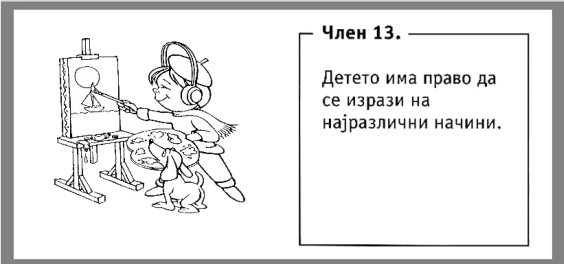 Член 13.
Детето има право да
се изрази на
најразлични начини.